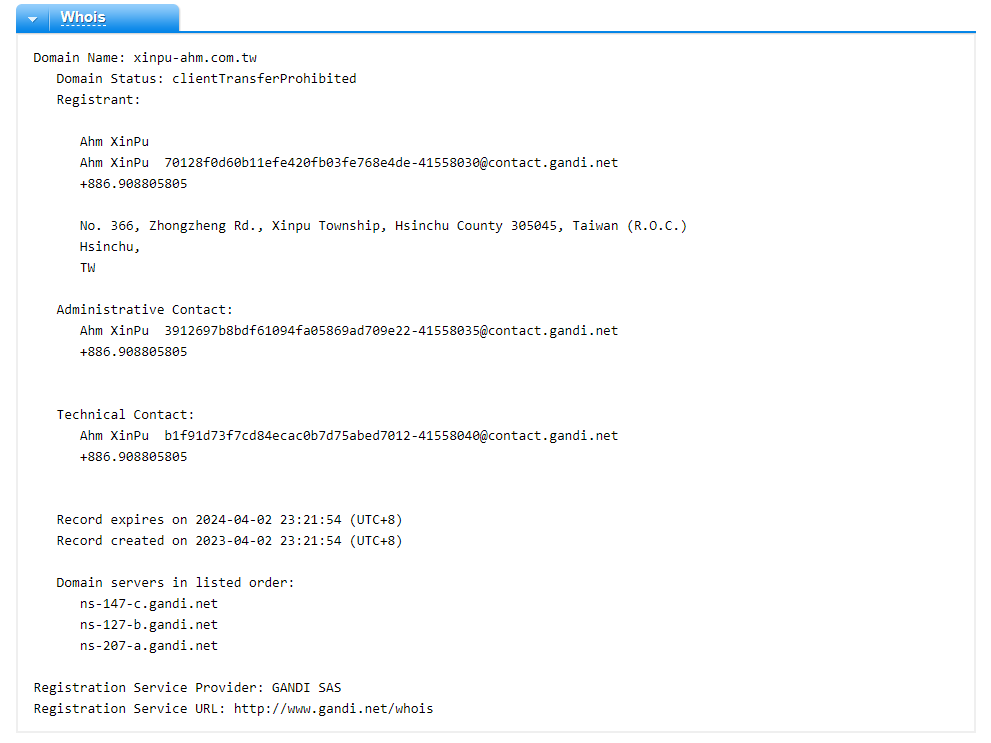 Whois
Domain Name: xinpu-ahm.com.tw
Domain Status: clientTransferProhibited
Registrant:
Ahm XinPu
Ahm XinPu 70128f0d60b11efe420fb03fe768e4de-41558030@contact.gandi.net
+886.908805805
No. 366, Zhongzheng Rd., Xinpu Township, Hsinchu County 305045, Taiwan (R.O.C.)
Hsinchu,
TW
Administrative Contact:
Ahm XinPu 3912697b8bdf61094fa05869ad709e22-41558035@contact.gandi.net
+886.908805805
Technical Contact:
Ahm XinPu b1f91d73f7cd84ecac0b7d75abed7012-41558040@contact.gandi.net
+886.908805805
Record expires on 2024-04-02 23:21:54 (UTC+8)
Record created on 2023-04-02 23:21:54 (UTC+8)
Domain servers in listed order:
ns-147-c.gandi.net
ns-127-b.gandi.net
ns-207-a.gandi.net
Registration Service Provider: GANDI SAS
Registration Service URL: http://www.gandi.net/whois